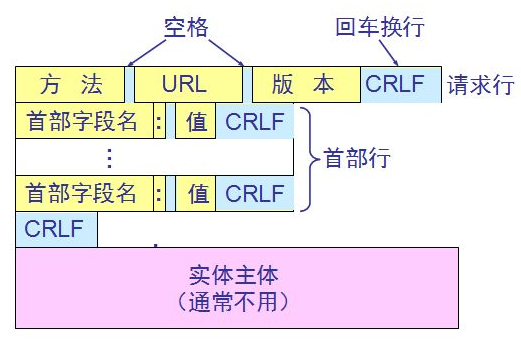 空格 回车换行
方 法 URL 版 本 CRLF 请求行
首部字段名 : 值 CRLF
⋮ 首部行
首部字段名 : 值 CRLF
CRLF
实体主体
（通常不用）